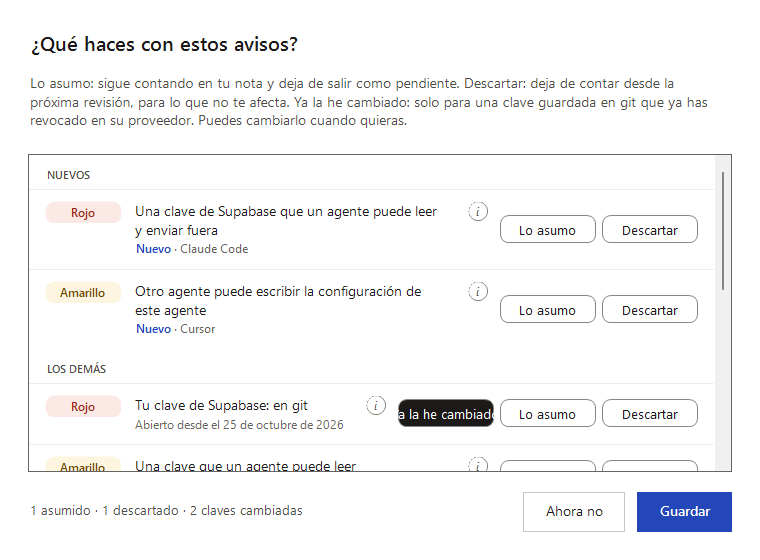 ¿Qué haces con estos avisos?
Lo asumo: sigue contando en tu nota y deja de salir como pendiente. Descartar: deja de contar desde la
próxima revisión, para lo que no te afecta. Ya la he cambiado: solo para una clave guardada en git que ya has
revocado en su proveedor. Puedes cambiarlo cuando quieras.
NUEVOS
Rojo
Una clave de Supabase que un agente puede leer
y enviar fuera
Nuevo · Claude Code
i
Lo asumo
Descartar
Amarillo
Otro agente puede escribir la configuración de
este agente
Nuevo · Cursor
i
Lo asumo
Descartar
LOS DEMÁS
Rojo
Tu clave de Supabase: en git
Abierto desde el 25 de octubre de 2026
i
a la he cambiado
Lo asumo
Descartar
Amarillo
Una clave que un agente puede leer
i
1 asumido · 1 descartado · 2 claves cambiadas
Ahora no
Guardar